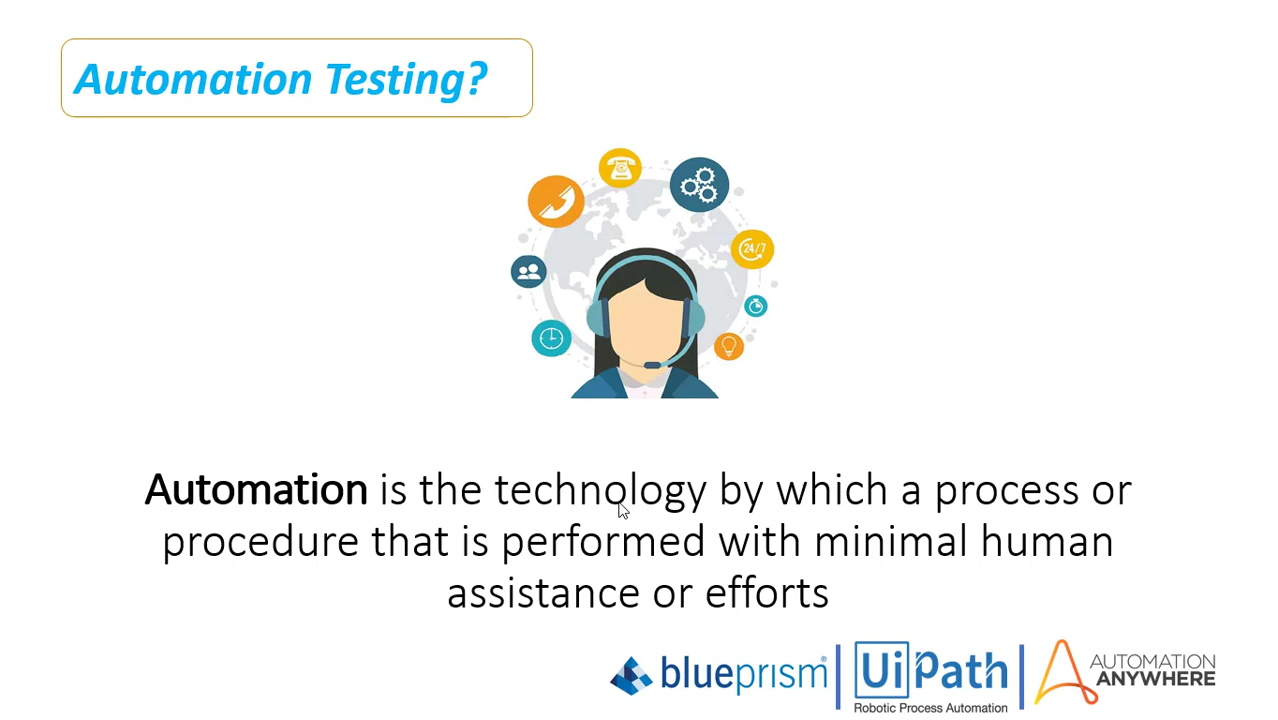 Automation Testing?
24/7
Automation is the technology by which a process or
procedure that is performed with minimal human
assistance or efforts
blueprism®
UiPath
Robotic Process Automation
AUTOMATION
ANYWHERE